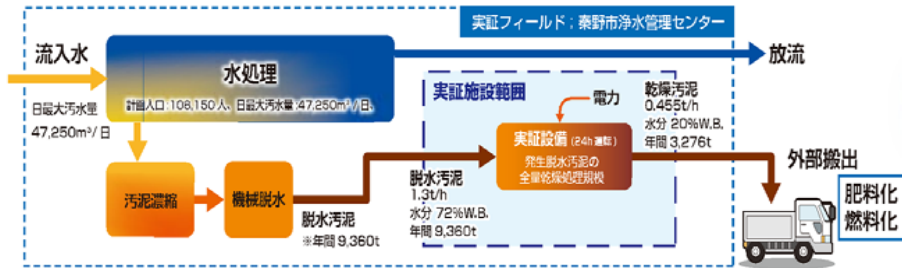 実証フィールド:秦野市浄水管理センター
流入水
日最大汚水量
47,250m³/日
水処理
計画人口:108,150人、日最大汚水量:47,250m³/日、
放流
汚泥濃縮
機械脱水
脱水汚泥
※年間9,360t
実証施設範囲
電力
実証設備(24h運転)
発生脱水汚泥の
全量乾燥処理規模
脱水汚泥
1.3t/h
水分 72%W.B.
年間 9,360t
乾燥汚泥
0.455t/h
水分 20%W.B.
年間 3,276t
外部搬出
肥料化
燃料化